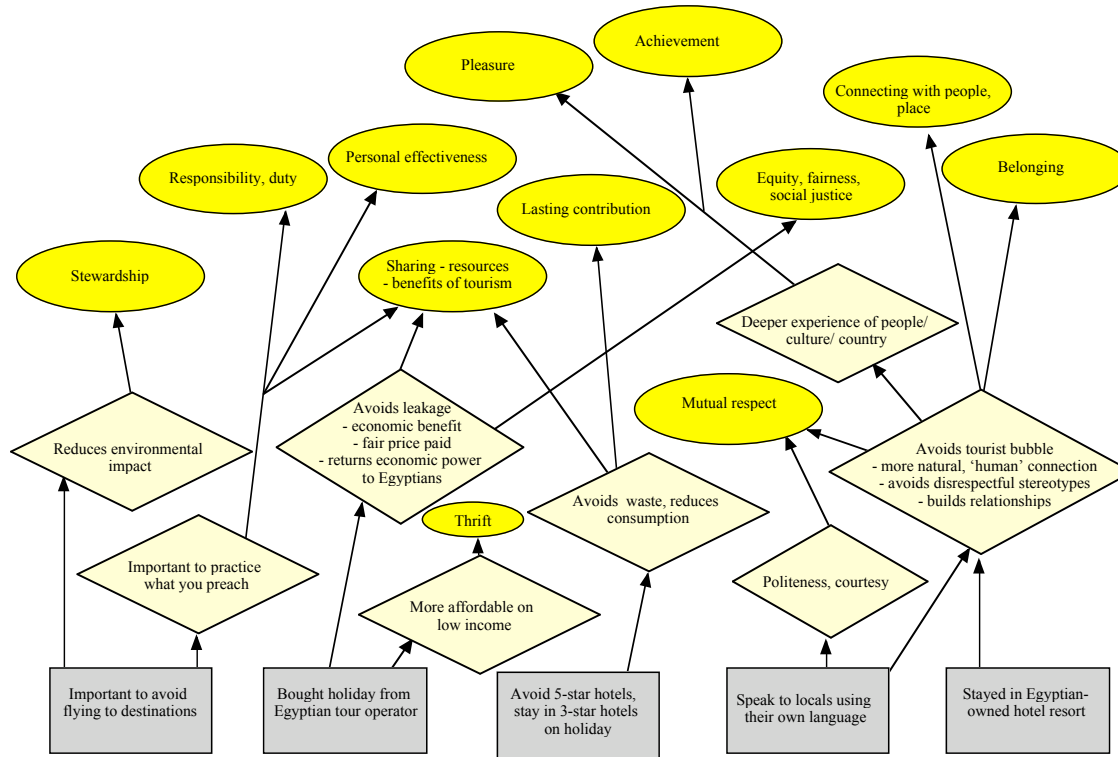 Achievement
Pleasure
Connecting with people,
place
Personal effectiveness
Responsibility, duty
Belonging
Equity, fairness,
social justice
Lasting contribution
Stewardship
Sharing - resources
- benefits of tourism
Deeper experience of people/
culture/ country
Mutual respect
Avoids leakage
- economic benefit
- fair price paid
- returns economic power
to Egyptians
Reduces environmental
impact
Avoids tourist bubble
- more natural, ‘human’ connection
- avoids disrespectful stereotypes
- builds relationships
Avoids waste, reduces
consumption
Thrift
Important to practice
what you preach
Politeness, courtesy
More affordable on
low income
Important to avoid
flying to destinations
Bought holiday from
Egyptian tour operator
Avoid 5-star hotels,
stay in 3-star hotels
on holiday
Speak to locals using
their own language
Stayed in Egyptian-
owned hotel resort